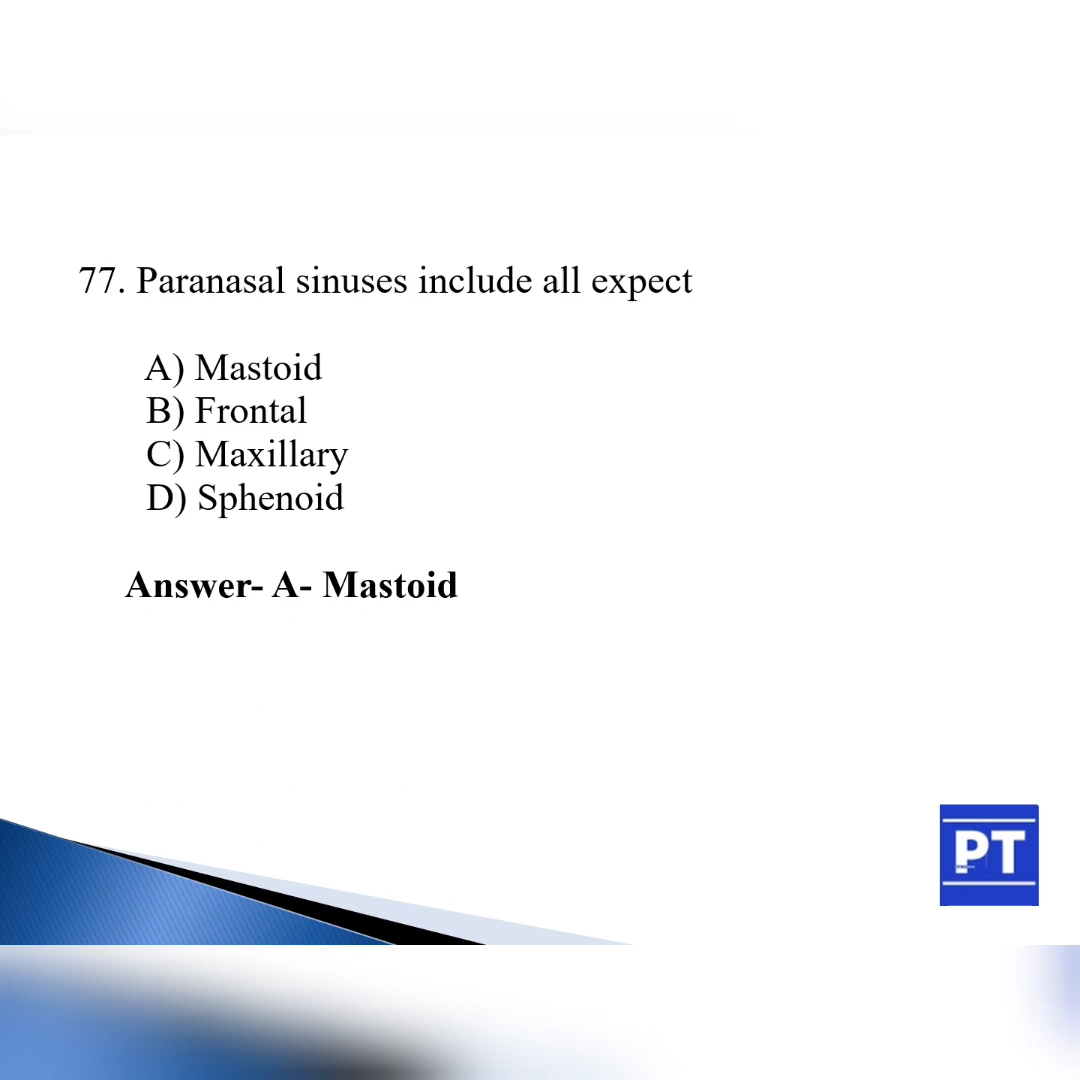 77. Paranasal sinuses include all expect
A) Mastoid
B) Frontal
C) Maxillary
D) Sphenoid
Answer- A- Mastoid
PT